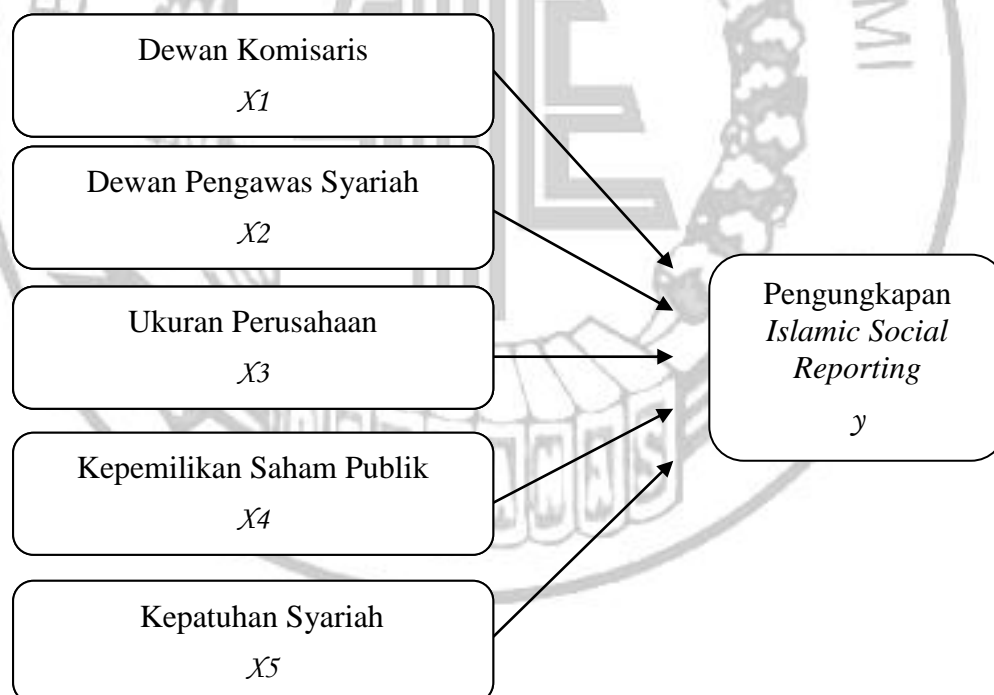 Dewan Komisaris
X1
Dewan Pengawas Syariah
X2
Ukuran Perusahaan
X3
Kepemilikan Saham Publik
X4
Kepatuhan Syariah
X5
Pengungkapan
Islamic Social
Reporting
y